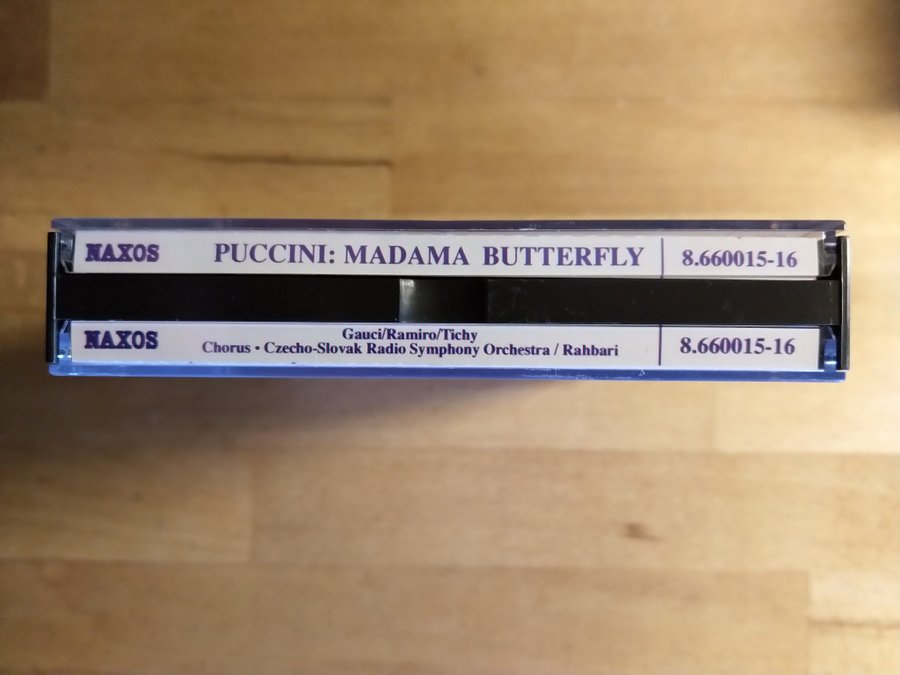 NAXOS PUCCINI: MADAMA BUTTERFLY 8.660015-16
NAXOS Gauci/Ramiro/Tichy 8.660015-16
Chorus • Czecho-Slovak Radio Symphony Orchestra / Rahbari